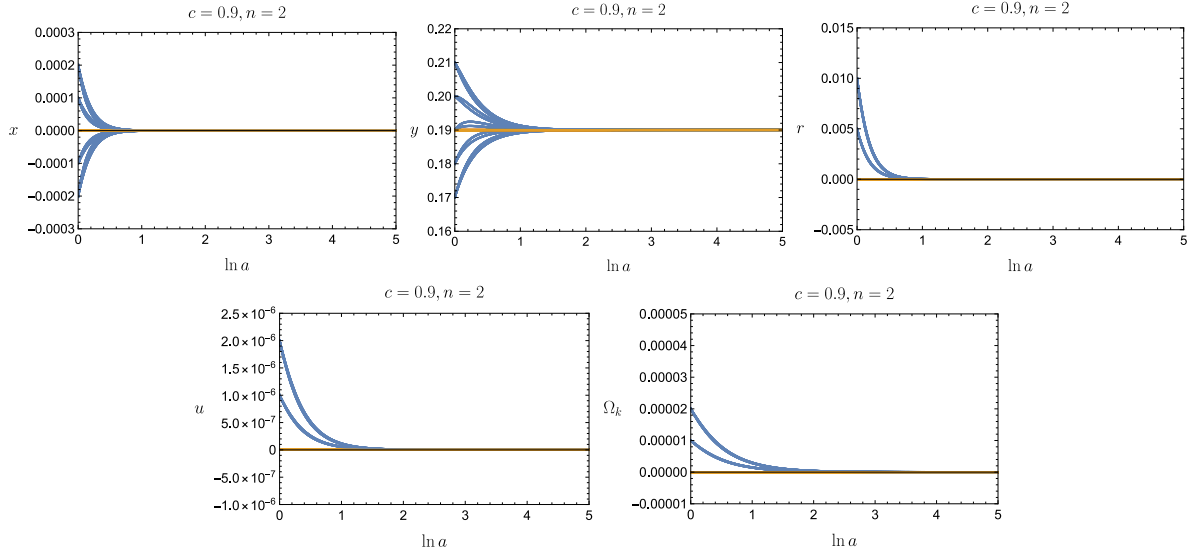 c = 0.9, n = 2
0.0003
0.0002
0.0001
0.0000
−0.0001
−0.0002
−0.0003
x
0 1 2 3 4 5
ln a
c = 0.9, n = 2
0.22
0.21
0.20
0.19
0.18
0.17
0.16
y
0 1 2 3 4 5
ln a
c = 0.9, n = 2
0.015
0.010
0.005
0.000
−0.005
r
0 1 2 3 4 5
ln a
c = 0.9, n = 2
2.5×10⁻⁶
2.×10⁻⁶
1.5×10⁻⁶
1.×10⁻⁶
5.×10⁻⁷
0
−5.×10⁻⁷
−1.×10⁻⁶
u
0 1 2 3 4 5
ln a
c = 0.9, n = 2
0.00005
0.00004
0.00003
0.00002
0.00001
0.00000
−0.00001
Ωₖ
0 1 2 3 4 5
ln a